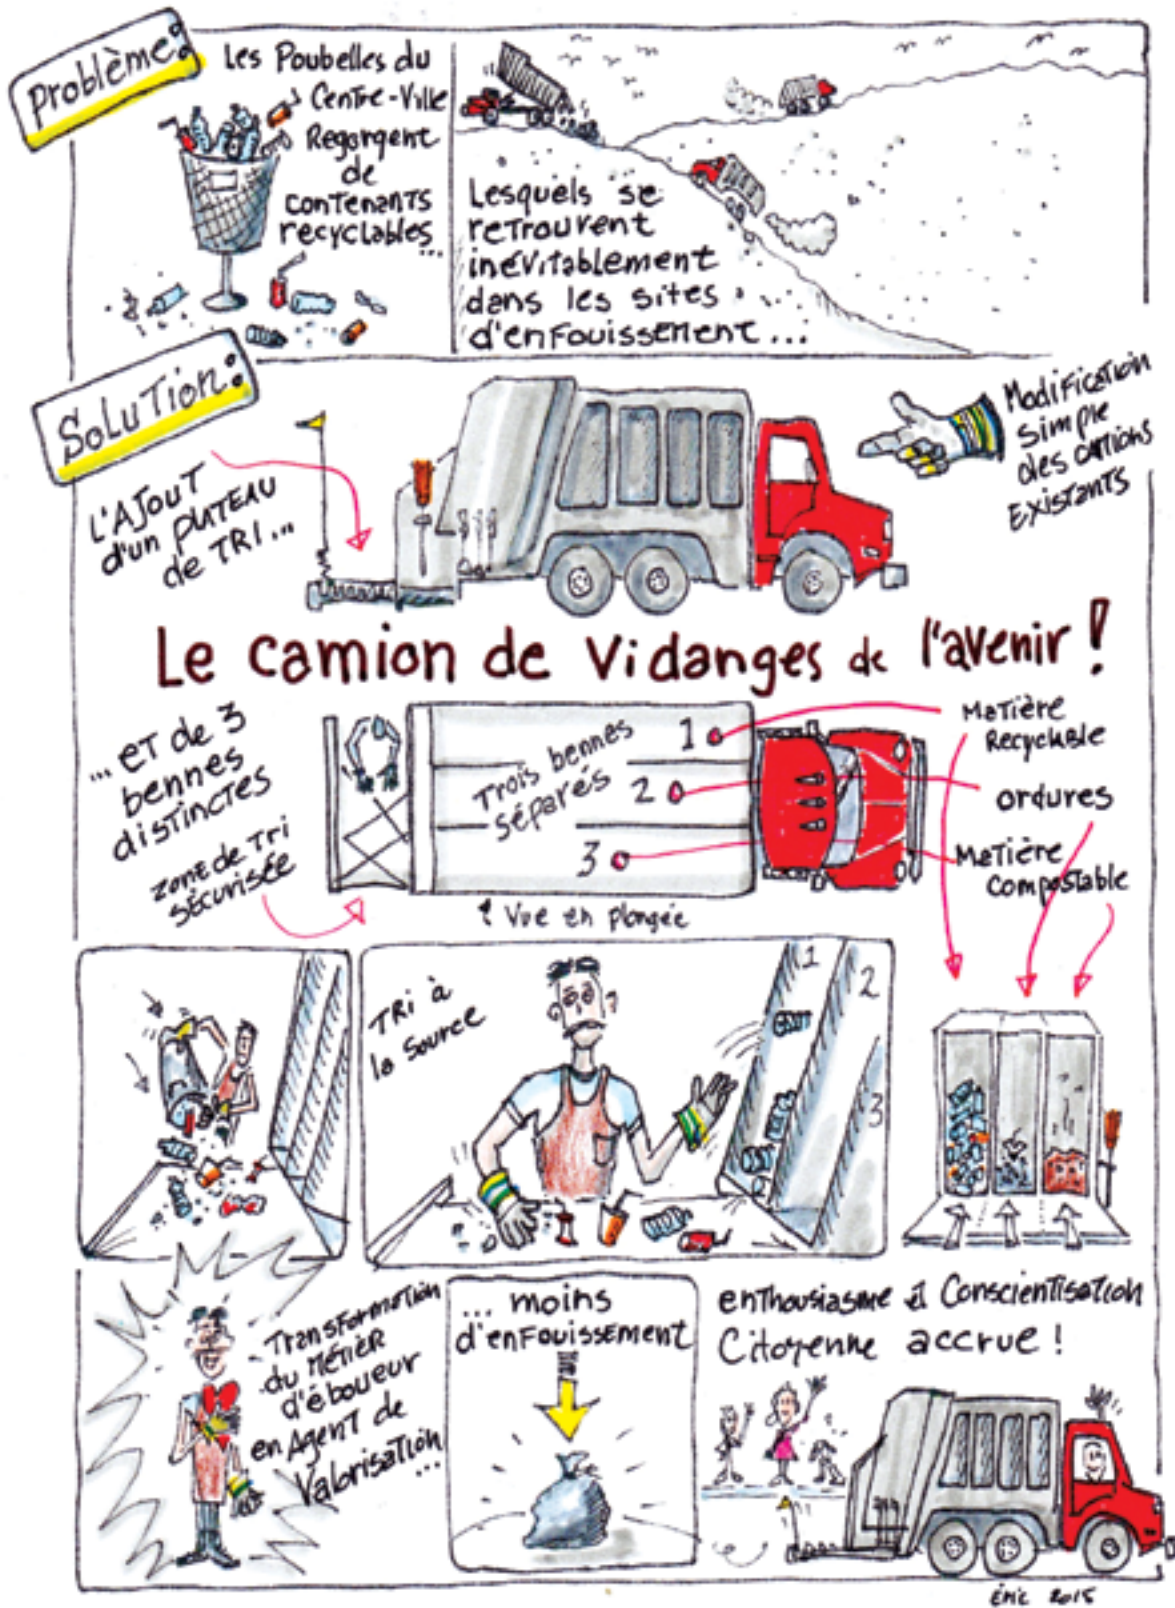 Problème:
Les Poubelles du
Centre-Ville
Regorgent
de
contenants
recyclables
...
Lesquels se
retrouvent
inévitablement
dans les sites
d'enfouissement...
Solution:
L'AJOUT
d'un PLATEAU
de TRI...
Modification
simple
des camions
Existants
Le camion de vidanges de l'avenir!
...et de 3
bennes
distinctes
zone de Tri
sécurisée
Trois bennes
séparés
1
2
3
Matière
Recyclable
ordures
Matière
Compostable
Vue en plongée
TRi à
la source
1
2
3
Transformation
du métier
d'éboueur
en Agent de
Valorisation
...
... moins
d'enfouissement
enthousiasme et Conscientisation
Citoyenne accrue!
Éric 2015